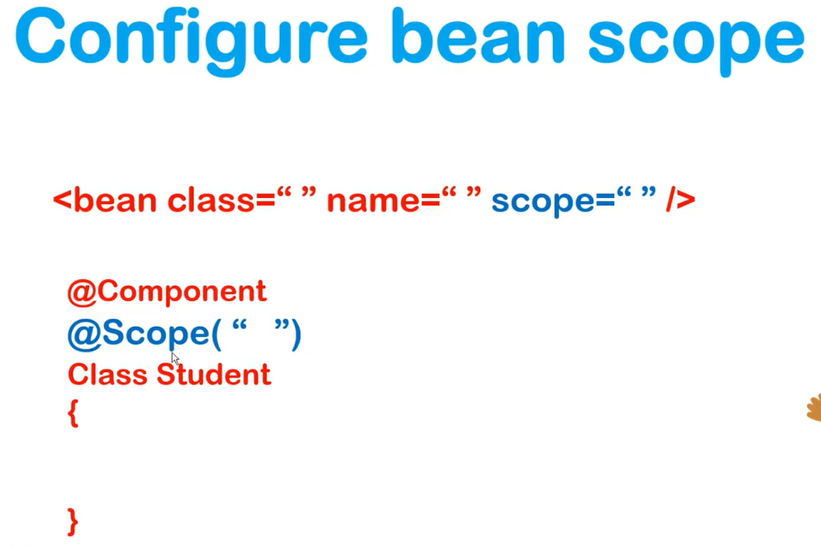 Configure bean scope
<bean class=“ ” name=“ ” scope=“ ” />
@Component
@Scope( “ ”)
Class Student
{
}